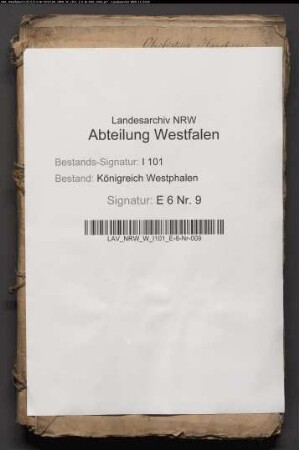 Landesarchiv NRW
Abteilung Westfalen
Bestands-Signatur: I 101
Bestand: Königreich Westphalen
Signatur: E 6 Nr. 9
LAV_NRW_W_I101_E-6-Nr-009